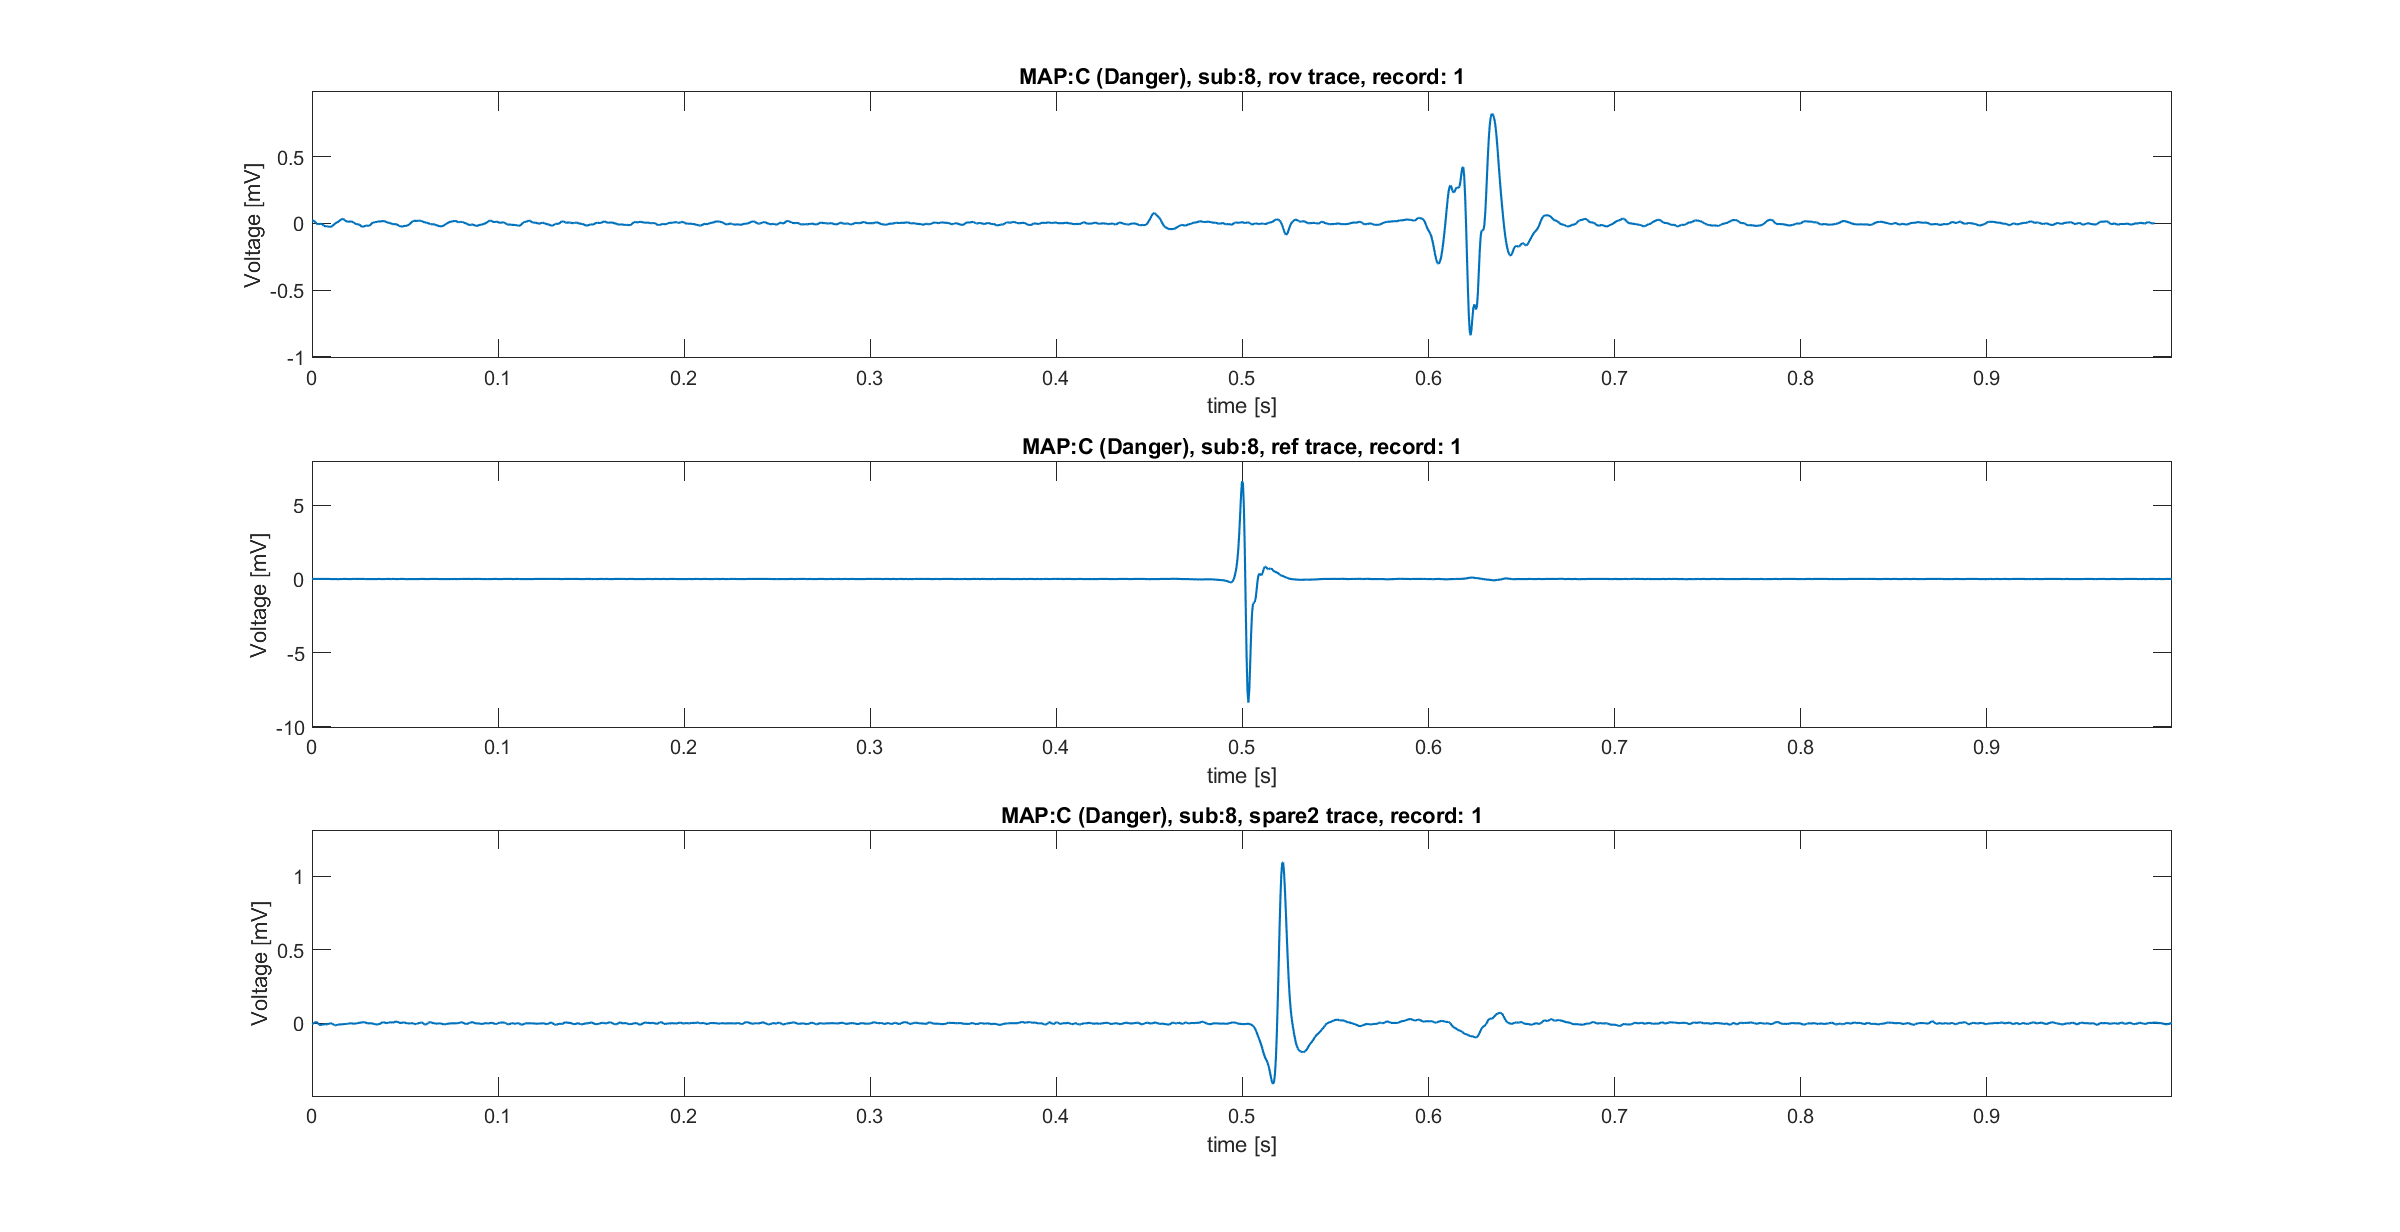 MAP:C (Danger), sub:8, rov trace, record: 1
Voltage [mV]
0.5
0
-0.5
-1
0 0.1 0.2 0.3 0.4 0.5 0.6 0.7 0.8 0.9
time [s]
MAP:C (Danger), sub:8, ref trace, record: 1
Voltage [mV]
5
0
-5
-10
0 0.1 0.2 0.3 0.4 0.5 0.6 0.7 0.8 0.9
time [s]
MAP:C (Danger), sub:8, spare2 trace, record: 1
Voltage [mV]
1
0.5
0
0 0.1 0.2 0.3 0.4 0.5 0.6 0.7 0.8 0.9
time [s]